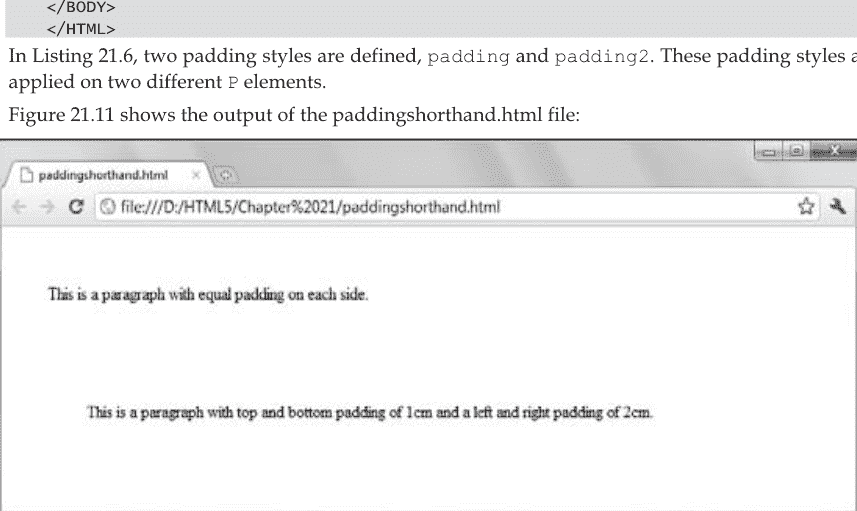 </BODY>
</HTML>
In Listing 21.6, two padding styles are defined, padding and padding2. These padding styles a
applied on two different P elements.
Figure 21.11 shows the output of the paddingshorthand.html file:
paddingshorthand.html
file:///D:/HTML5/Chapter%2021/paddingshorthand.html
This is a paragraph with equal padding on each side.
This is a paragraph with top and bottom padding of 1cm and a left and right padding of 2cm.